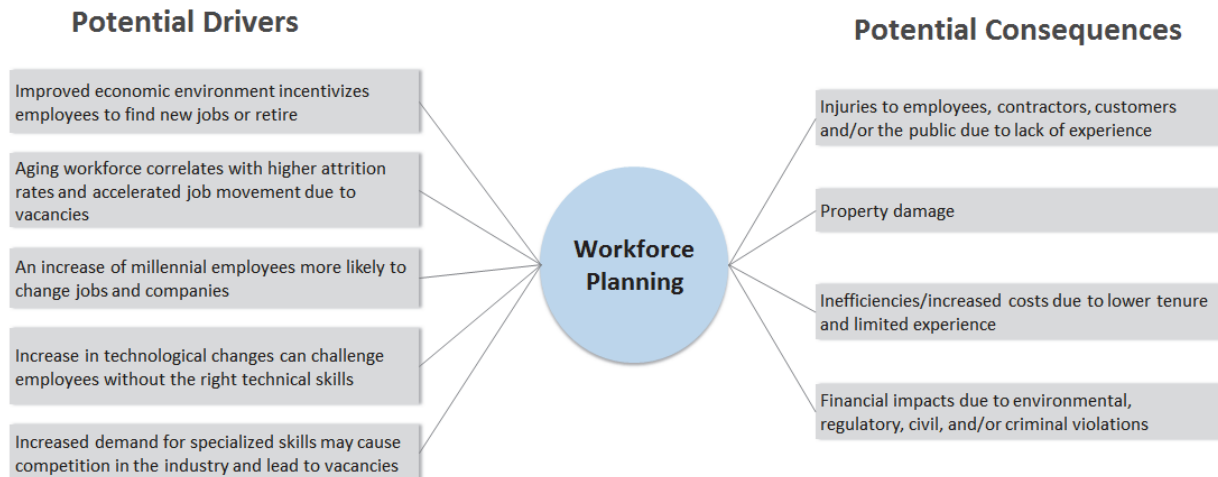 Potential Drivers
Improved economic environment incentivizes
employees to find new jobs or retire
Aging workforce correlates with higher attrition
rates and accelerated job movement due to
vacancies
An increase of millennial employees more likely to
change jobs and companies
Increase in technological changes can challenge
employees without the right technical skills
Increased demand for specialized skills may cause
competition in the industry and lead to vacancies
Workforce
Planning
Potential Consequences
Injuries to employees, contractors, customers
and/or the public due to lack of experience
Property damage
Inefficiencies/increased costs due to lower tenure
and limited experience
Financial impacts due to environmental,
regulatory, civil, and/or criminal violations